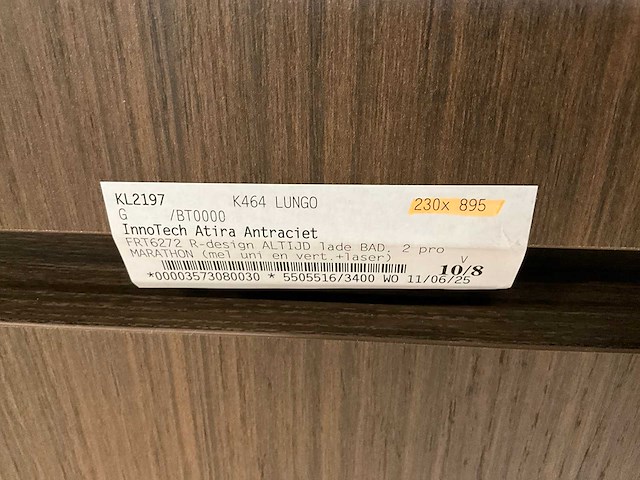 KL2197 K464 LUNGO 230x 895
G /BT0000
InnoTech Atira Antraciet
FRT6272 R-design ALTIJD lade BAD, 2 pro
MARATHON (mel uni en vert.+laser) V
10/8
*00003573080030 * 5505516/3400 WO 11/06/25